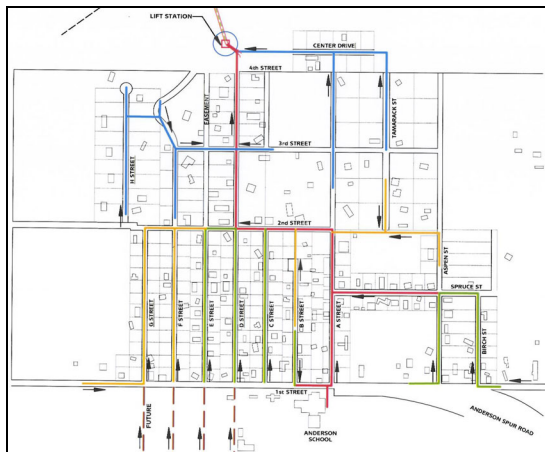 LIFT STATION
CENTER DRIVE
4th STREET
EASEMENT
TAMARACK ST
3rd STREET
H STREET
2nd STREET
ASPEN ST
SPRUCE ST
G STREET
F STREET
E STREET
D STREET
C STREET
B STREET
A STREET
BIRCH ST
1st STREET
FUTURE
ANDERSON
SCHOOL
ANDERSON SPUR ROAD